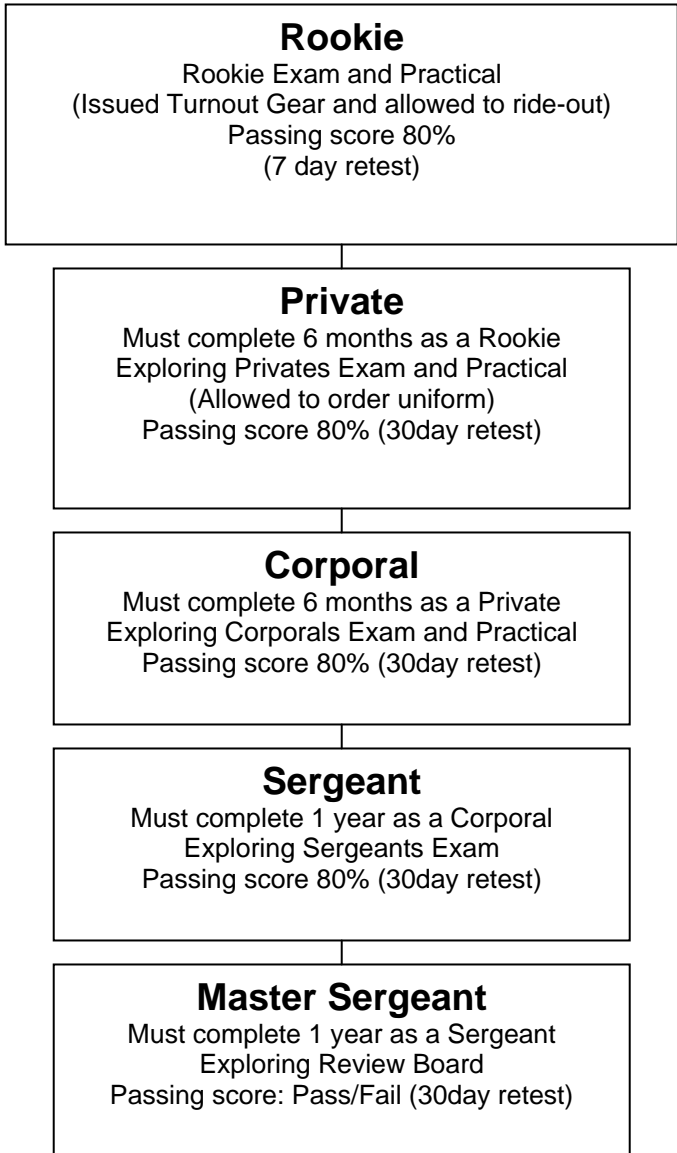 Rookie
Rookie Exam and Practical
(Issued Turnout Gear and allowed to ride-out)
Passing score 80%
(7 day retest)
Private
Must complete 6 months as a Rookie
Exploring Privates Exam and Practical
(Allowed to order uniform)
Passing score 80% (30day retest)
Corporal
Must complete 6 months as a Private
Exploring Corporals Exam and Practical
Passing score 80% (30day retest)
Sergeant
Must complete 1 year as a Corporal
Exploring Sergeants Exam
Passing score 80% (30day retest)
Master Sergeant
Must complete 1 year as a Sergeant
Exploring Review Board
Passing score: Pass/Fail (30day retest)